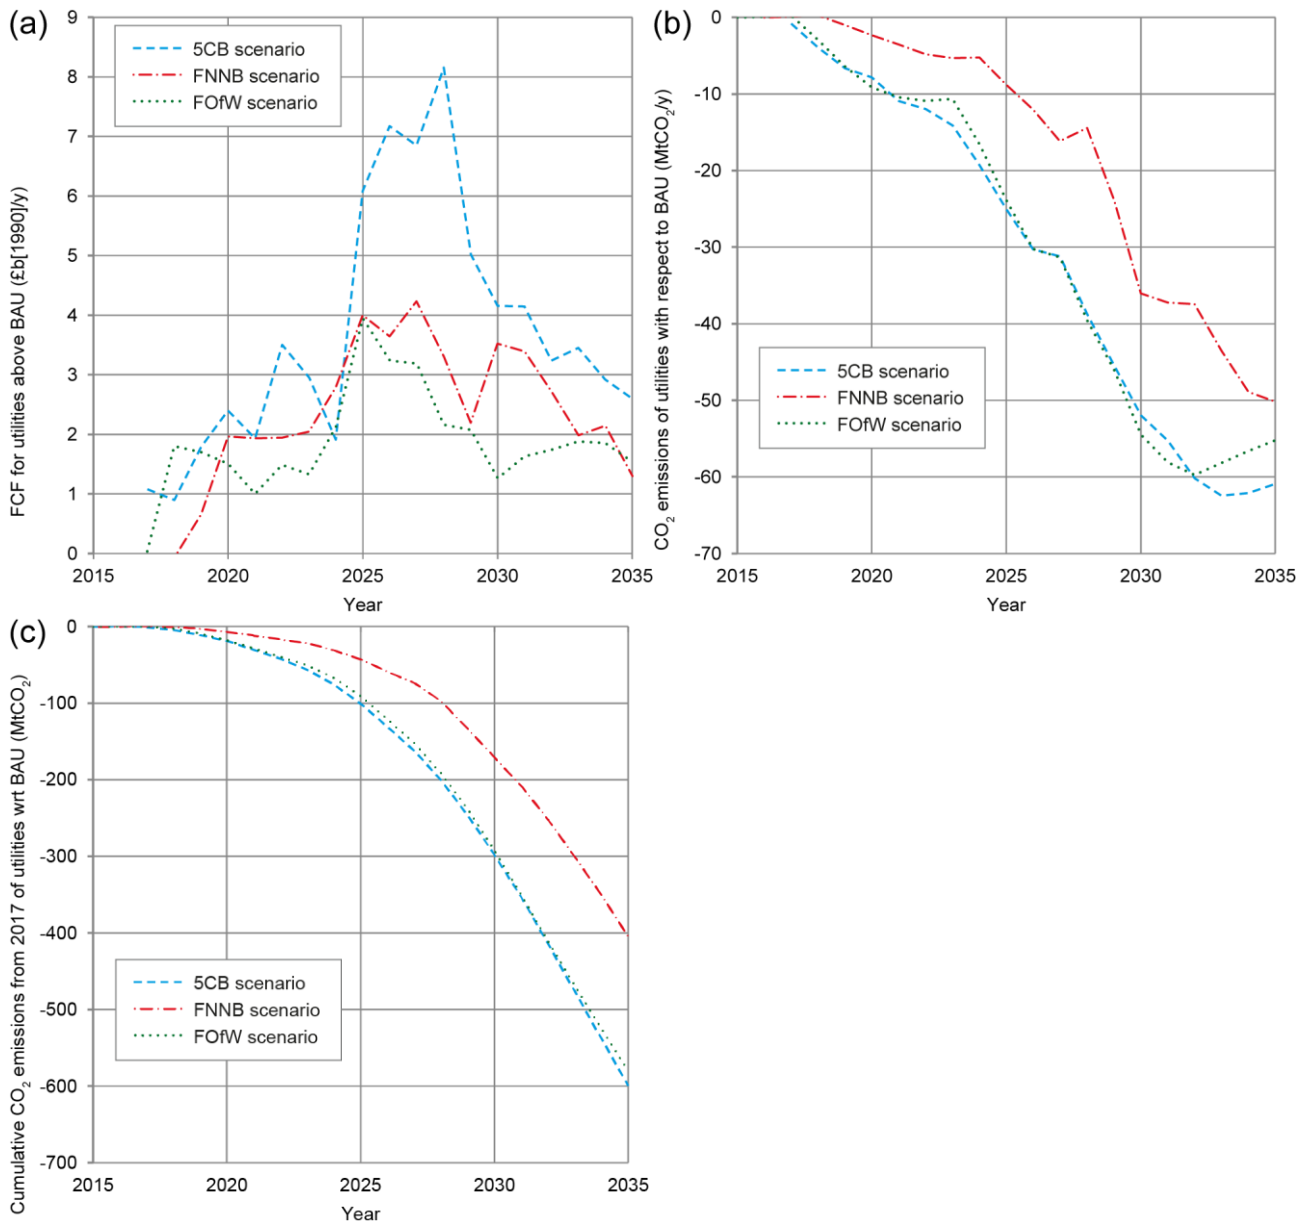 (a)
FCF for utilities above BAU (£b[1990]/y)
9
8
7
6
5
4
3
2
1
0
5CB scenario
FNNB scenario
FOfW scenario
2015 2020 2025 2030 2035
Year
(b)
CO2 emissions of utilities with respect to BAU (MtCO2/y)
0
-10
-20
-30
-40
-50
-60
-70
5CB scenario
FNNB scenario
FOfW scenario
2015 2020 2025 2030 2035
Year
(c)
Cumulative CO2 emissions from 2017 of utilities wrt BAU (MtCO2)
0
-100
-200
-300
-400
-500
-600
-700
5CB scenario
FNNB scenario
FOfW scenario
2015 2020 2025 2030 2035
Year